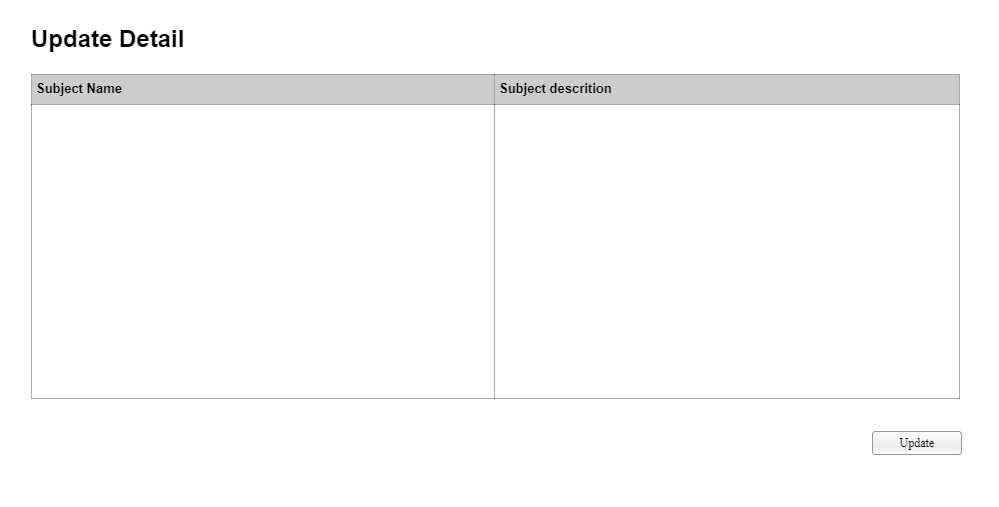 Update Detail
Subject Name
Subject descrition
Update